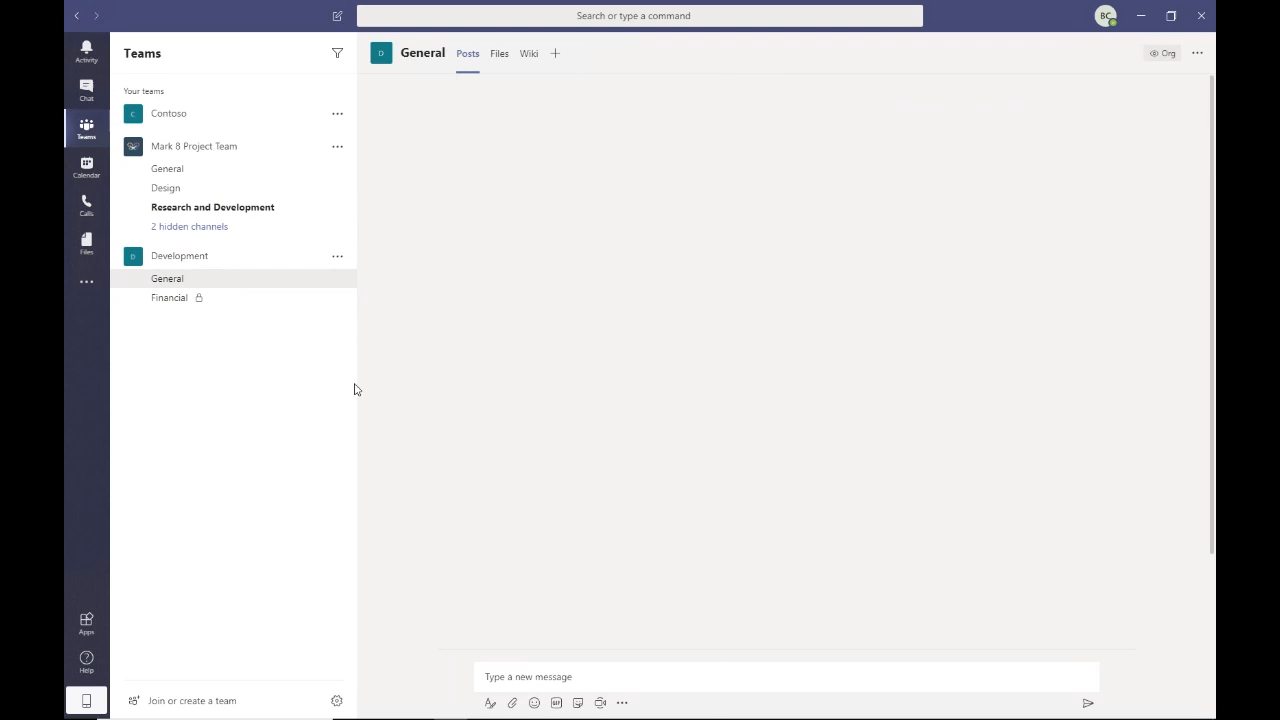 Search or type a command
BC
Activity
Chat
Teams
Calendar
Calls
Files
Apps
Help
Teams
Your teams
C Contoso
Mark 8 Project Team
General
Design
Research and Development
2 hidden channels
D Development
General
Financial
Join or create a team
D General Posts Files Wiki
Org
Type a new message
GIF